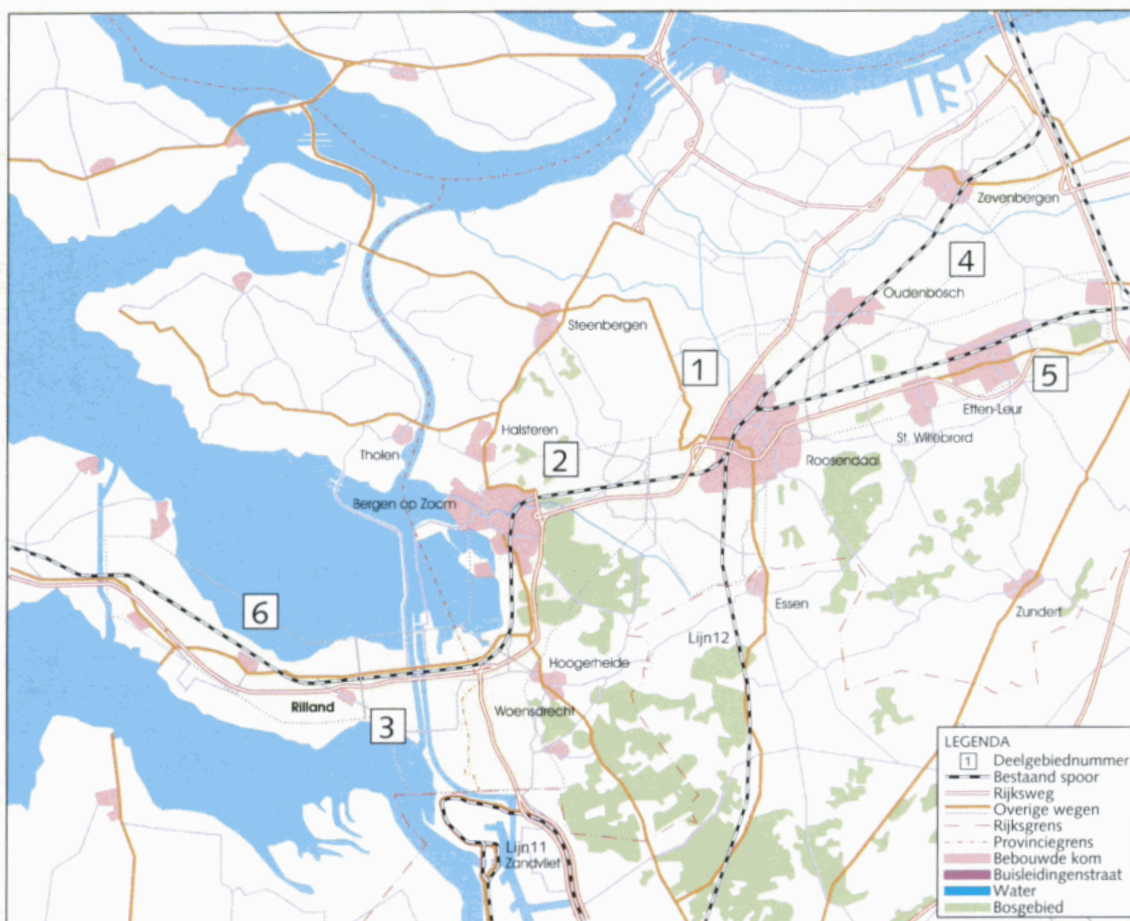 Zevenbergen
4
Oudenbosch
Steenbergen
1
5
Etten-Leur
Halsteren
St. Willebrord
Tholen
2
Roosendaal
Bergen op Zoom
6
Essen
Zundert
Lijn12
Hoogerheide
Rilland
Woensdrecht
3
LEGENDA
1 Deelgebiednummer
Bestaand spoor
Rijksweg
Overige wegen
Rijksgrens
Provinciegrens
Bebouwde kom
Buisleidingenstraat
Water
Bosgebied
Lijn11
Zandvliet